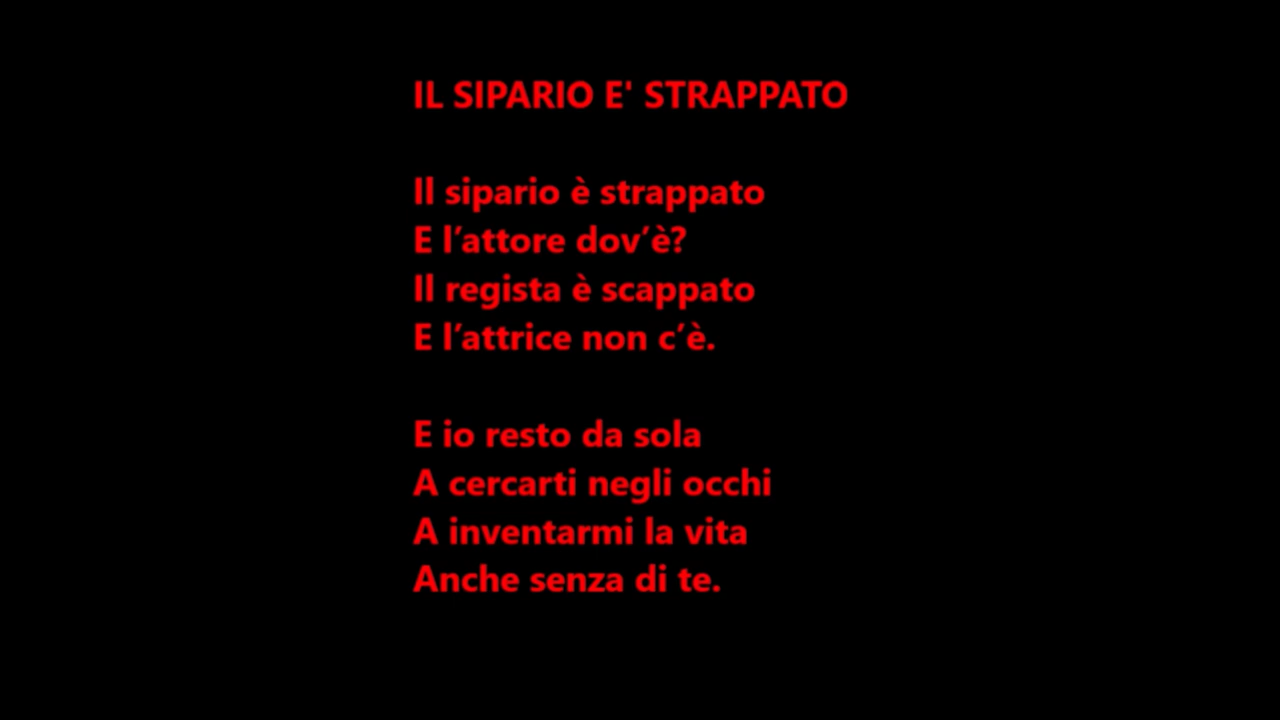 IL SIPARIO E' STRAPPATO
Il sipario è strappato
E l’attore dov’è?
Il regista è scappato
E l’attrice non c’è.
E io resto da sola
A cercarti negli occhi
A inventarmi la vita
Anche senza di te.